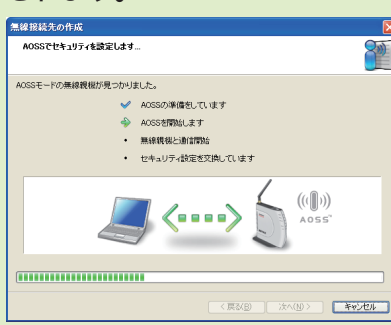 無線接続先の作成
AOSSでセキュリティを設定します...
AOSSモードの無線親機が見つかりました。
AOSSの準備をしています
AOSSを開始します
・ 無線親機と通信開始
・ セキュリティ設定を交換しています
AOSS™
< 戻る(B)
次へ(N) >
キャンセル